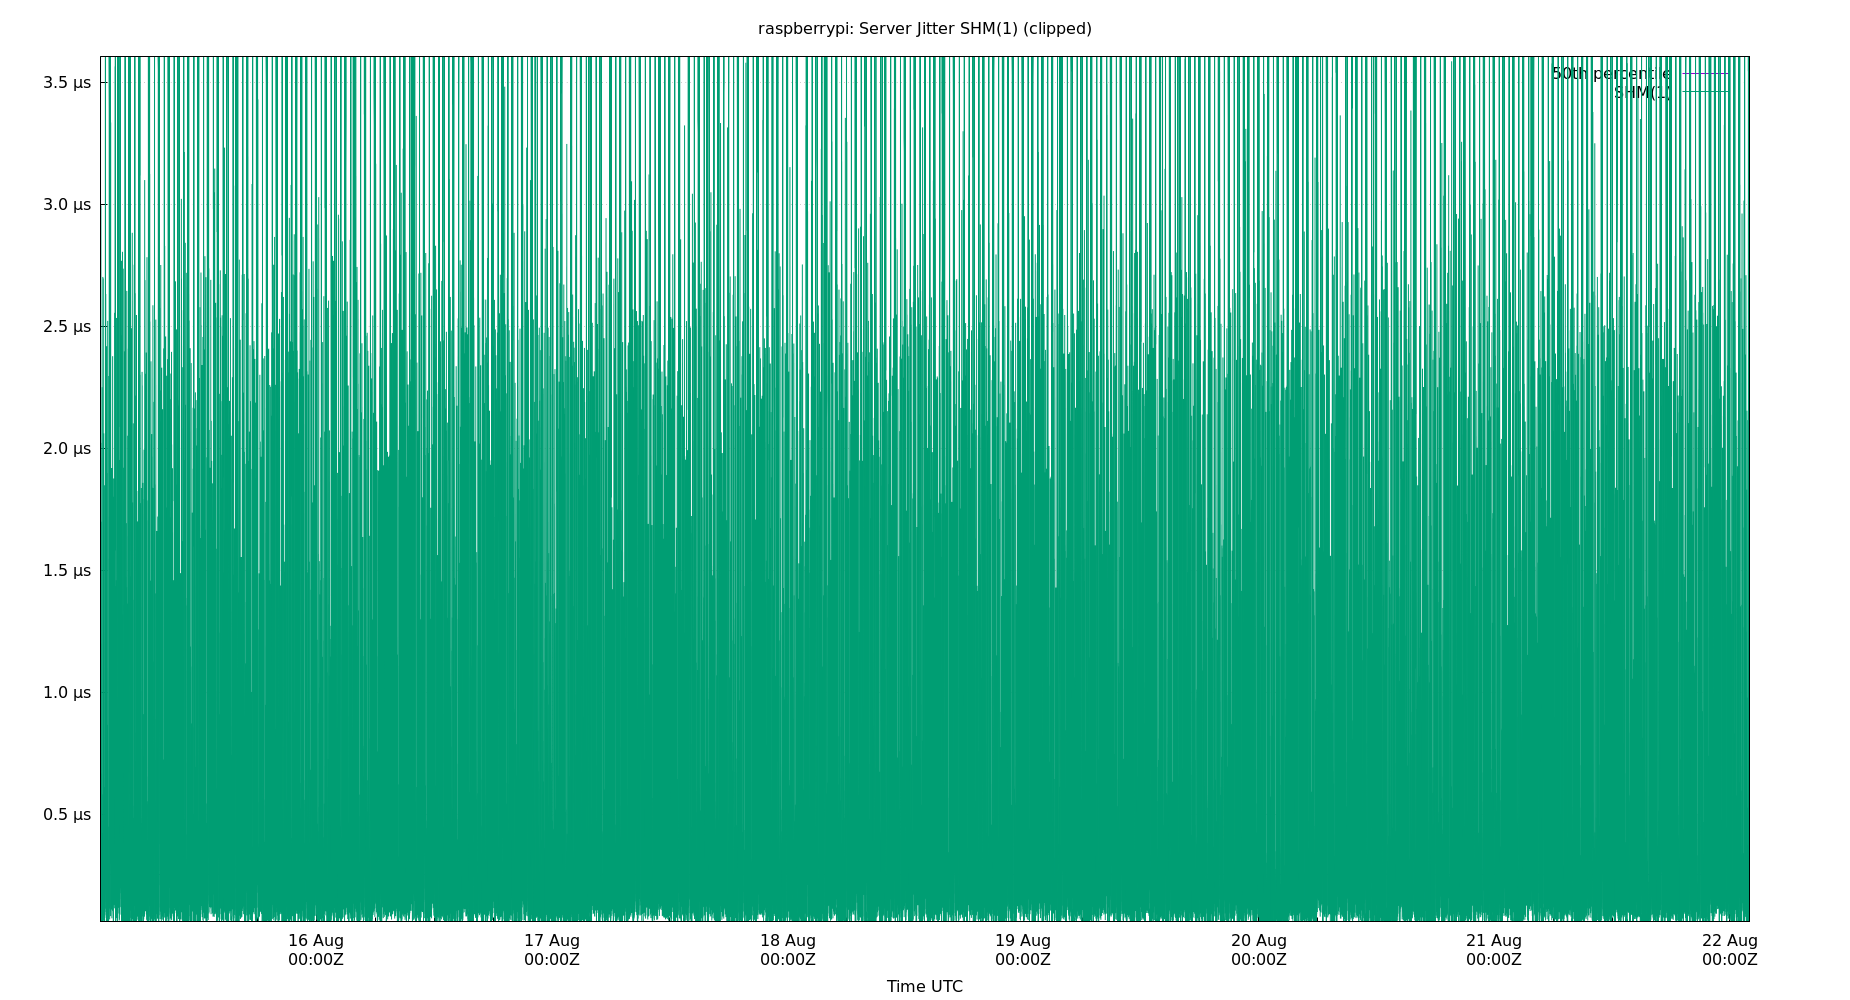 raspberrypi: Server Jitter SHM(1) (clipped)
50th percentile
SHM(1)
3.5 μs
3.0 μs
2.5 μs
2.0 μs
1.5 μs
1.0 μs
0.5 μs
16 Aug 17 Aug 18 Aug 19 Aug 20 Aug 21 Aug 22 Aug
00:00Z 00:00Z 00:00Z 00:00Z 00:00Z 00:00Z 00:00Z
Time UTC